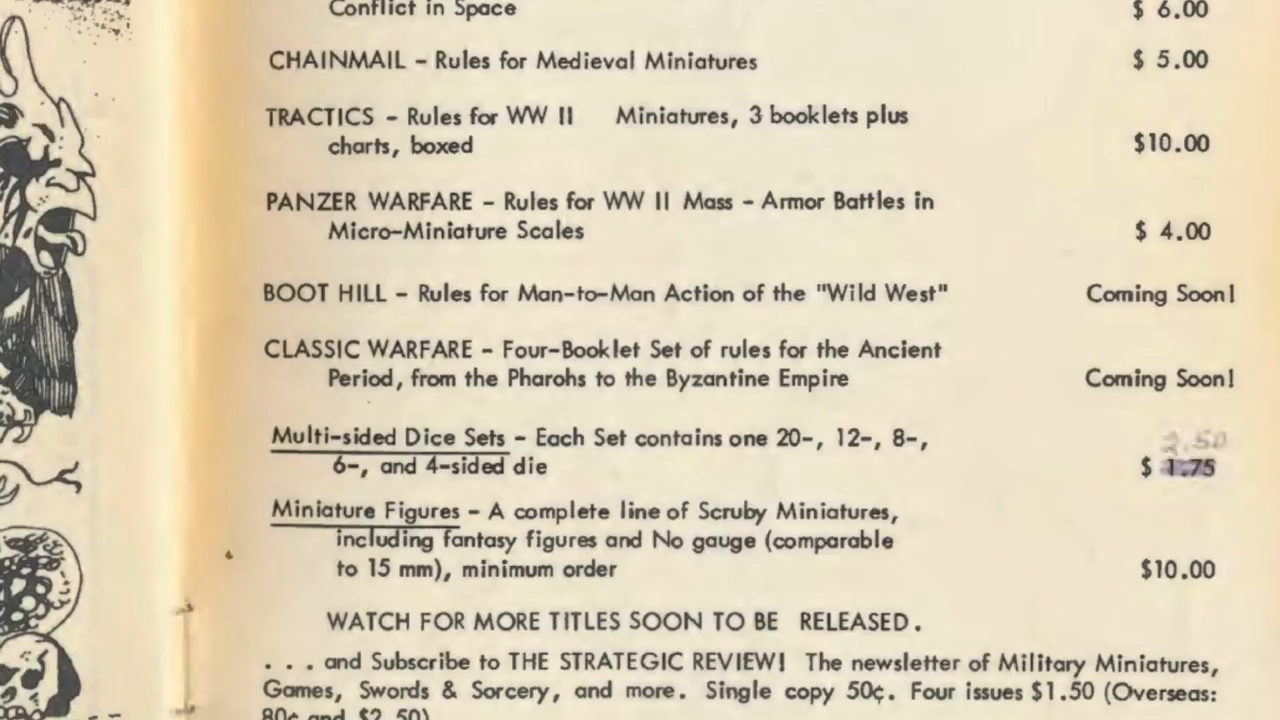 Conflict in Space $ 6.00
CHAINMAIL - Rules for Medieval Miniatures $ 5.00
TRACTICS - Rules for WW II Miniatures, 3 booklets plus
charts, boxed $10.00
PANZER WARFARE - Rules for WW II Mass - Armor Battles in
Micro-Miniature Scales $ 4.00
BOOT HILL - Rules for Man-to-Man Action of the "Wild West" Coming Soon!
CLASSIC WARFARE - Four-Booklet Set of rules for the Ancient
Period, from the Pharohs to the Byzantine Empire Coming Soon!
Multi-sided Dice Sets - Each Set contains one 20-, 12-, 8-,
2.50
6-, and 4-sided die $ 1.75
Miniature Figures - A complete line of Scruby Miniatures,
including fantasy figures and No gauge (comparable
to 15 mm), minimum order $10.00
WATCH FOR MORE TITLES SOON TO BE RELEASED.
. . . and Subscribe to THE STRATEGIC REVIEW! The newsletter of Military Miniatures,
Games, Swords & Sorcery, and more. Single copy 50¢. Four issues $1.50 (Overseas:
80¢ and $2.50)